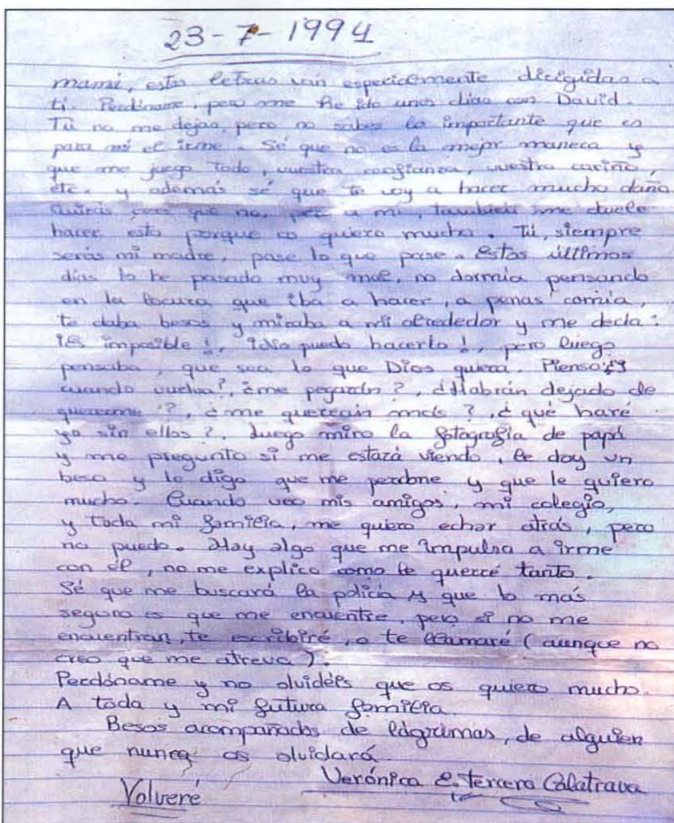 23-7-1994
mami, estas letras van especialmente dirigidas a
ti. Perdóname, pero me he ido unos días con David.
Tú no me dejas, pero no sabes lo importante que es
para mí el irme. Sé que no es la mejor manera y
que me juego todo, vuestra confianza, vuestro cariño,
etc. y además sé que te voy a hacer mucho daño
que no, pero a mí, también me duele
hacer esto porque os quiero mucho. Tú, siempre
serás mi madre, pase lo que pase. Estos últimos
días lo he pasado muy mal, no dormía pensando
en la locura que iba a hacer, a penas comía,
te daba besos y miraba a mi alrededor y me decía:
¡Es imposible!, ¡No puedo hacerlo!, pero luego
pensaba, que sea lo que Dios quiera. Pienso ¿y
cuando vuelva?, ¿me pegarán?, ¿Habrán dejado de
quererme?, ¿me querrán más?, ¿qué haré
yo sin ellos?. Luego miro la fotografía de papá
y me pregunto si me estará viendo, le doy un
beso y le digo que me perdone y que le quiero
mucho. Cuando veo mis amigos, mi colegio,
y toda mi familia, me quiero echar atrás, pero
no puedo. Hay algo que me impulsa a irme
con él, no me explico como le querré tanto.
Sé que me buscará la policía y que lo más
seguro es que me encuentre, pero si no me
encuentran, te escribiré, o te llamaré (aunque no
creo que me atreva).
Perdóname y no olvidéis que os quiero mucho.
A toda y mi futura familia
Besos acompañados de lágrimas, de alguien
que nunca os olvidará
Verónica E. Tercero Calatrava
Volveré